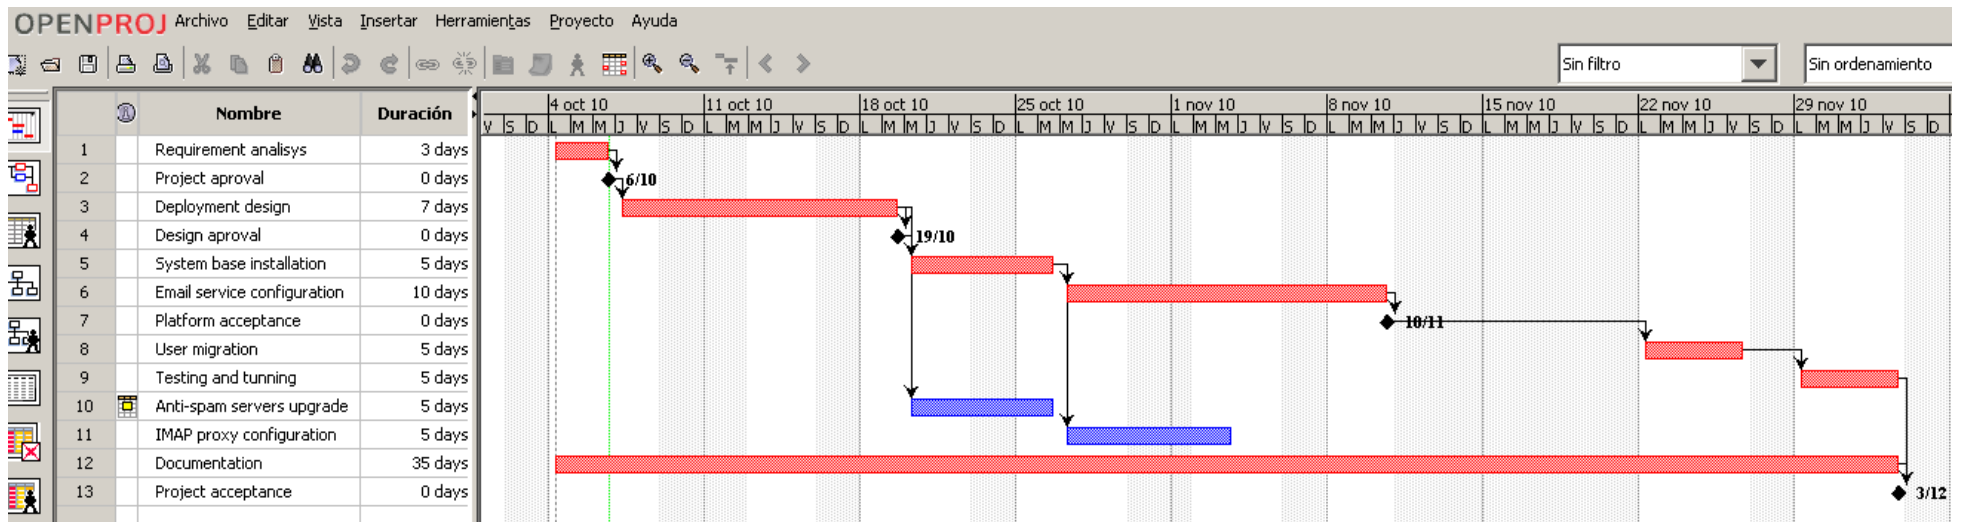 OPENPROJ Archivo Editar Vista Insertar Herramientas Proyecto Ayuda
Sin filtro Sin ordenamiento
Nombre Duración
4 oct 10 11 oct 10 18 oct 10 25 oct 10 1 nov 10 8 nov 10 15 nov 10 22 nov 10 29 nov 10
V S D L M M J V S D L M M J V S D L M M J V S D L M M J V S D L M M J V S D L M M J V S D L M M J V S D L M M J V S D L M M J V S D
1 Requirement analisys 3 days
2 Project aproval 0 days 6/10
3 Deployment design 7 days
4 Design aproval 0 days 19/10
5 System base installation 5 days
6 Email service configuration 10 days
7 Platform acceptance 0 days 10/11
8 User migration 5 days
9 Testing and tunning 5 days
10 Anti-spam servers upgrade 5 days
11 IMAP proxy configuration 5 days
12 Documentation 35 days
13 Project acceptance 0 days 3/12